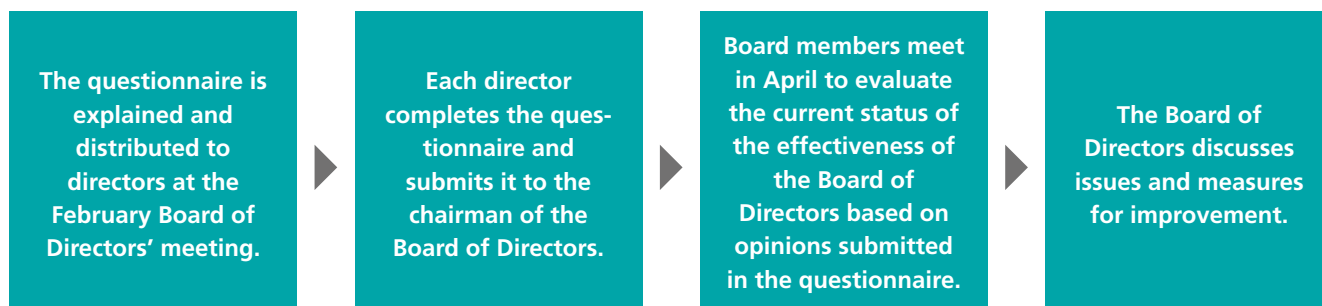 The questionnaire is
explained and
distributed to
directors at the
February Board of
Directors’ meeting.
Each director
completes the ques-
tionnaire and
submits it to the
chairman of the
Board of Directors.
Board members meet
in April to evaluate
the current status of
the effectiveness of
the Board of
Directors based on
opinions submitted
in the questionnaire.
The Board of
Directors discusses
issues and measures
for improvement.